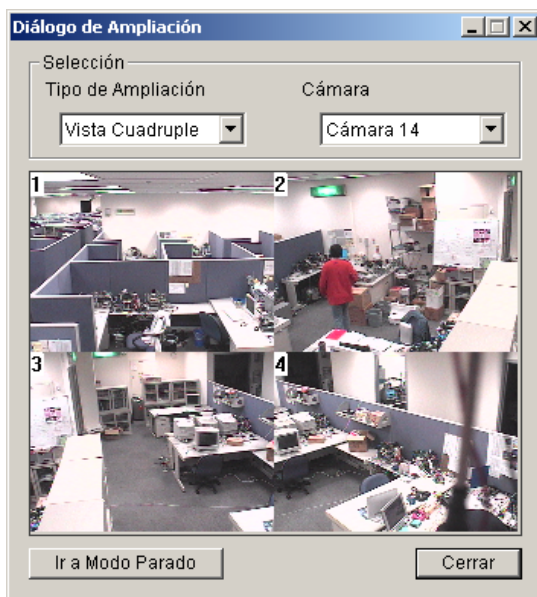 Diálogo de Ampliación
Selección
Tipo de Ampliación Cámara
Vista Cuadruple Cámara 14
1 2
3 4
Ir a Modo Parado Cerrar